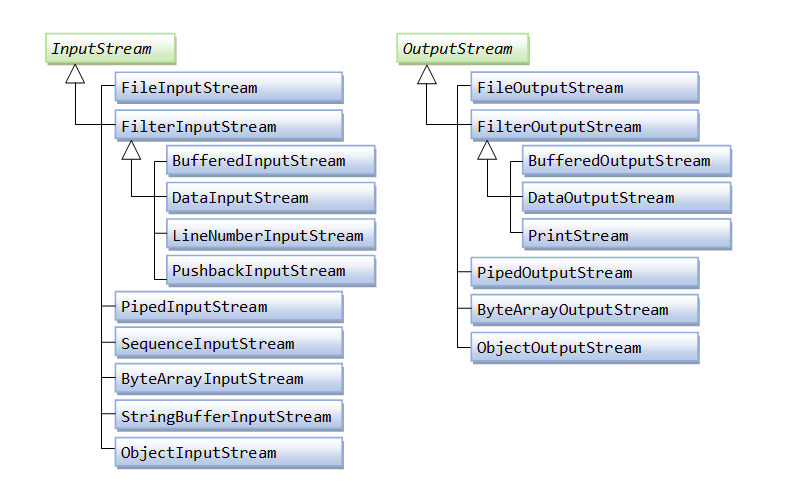 InputStream
FileInputStream
FilterInputStream
BufferedInputStream
DataInputStream
LineNumberInputStream
PushbackInputStream
PipedInputStream
SequenceInputStream
ByteArrayInputStream
StringBufferInputStream
ObjectInputStream
OutputStream
FileOutputStream
FilterOutputStream
BufferedOutputStream
DataOutputStream
PrintStream
PipedOutputStream
ByteArrayOutputStream
ObjectOutputStream